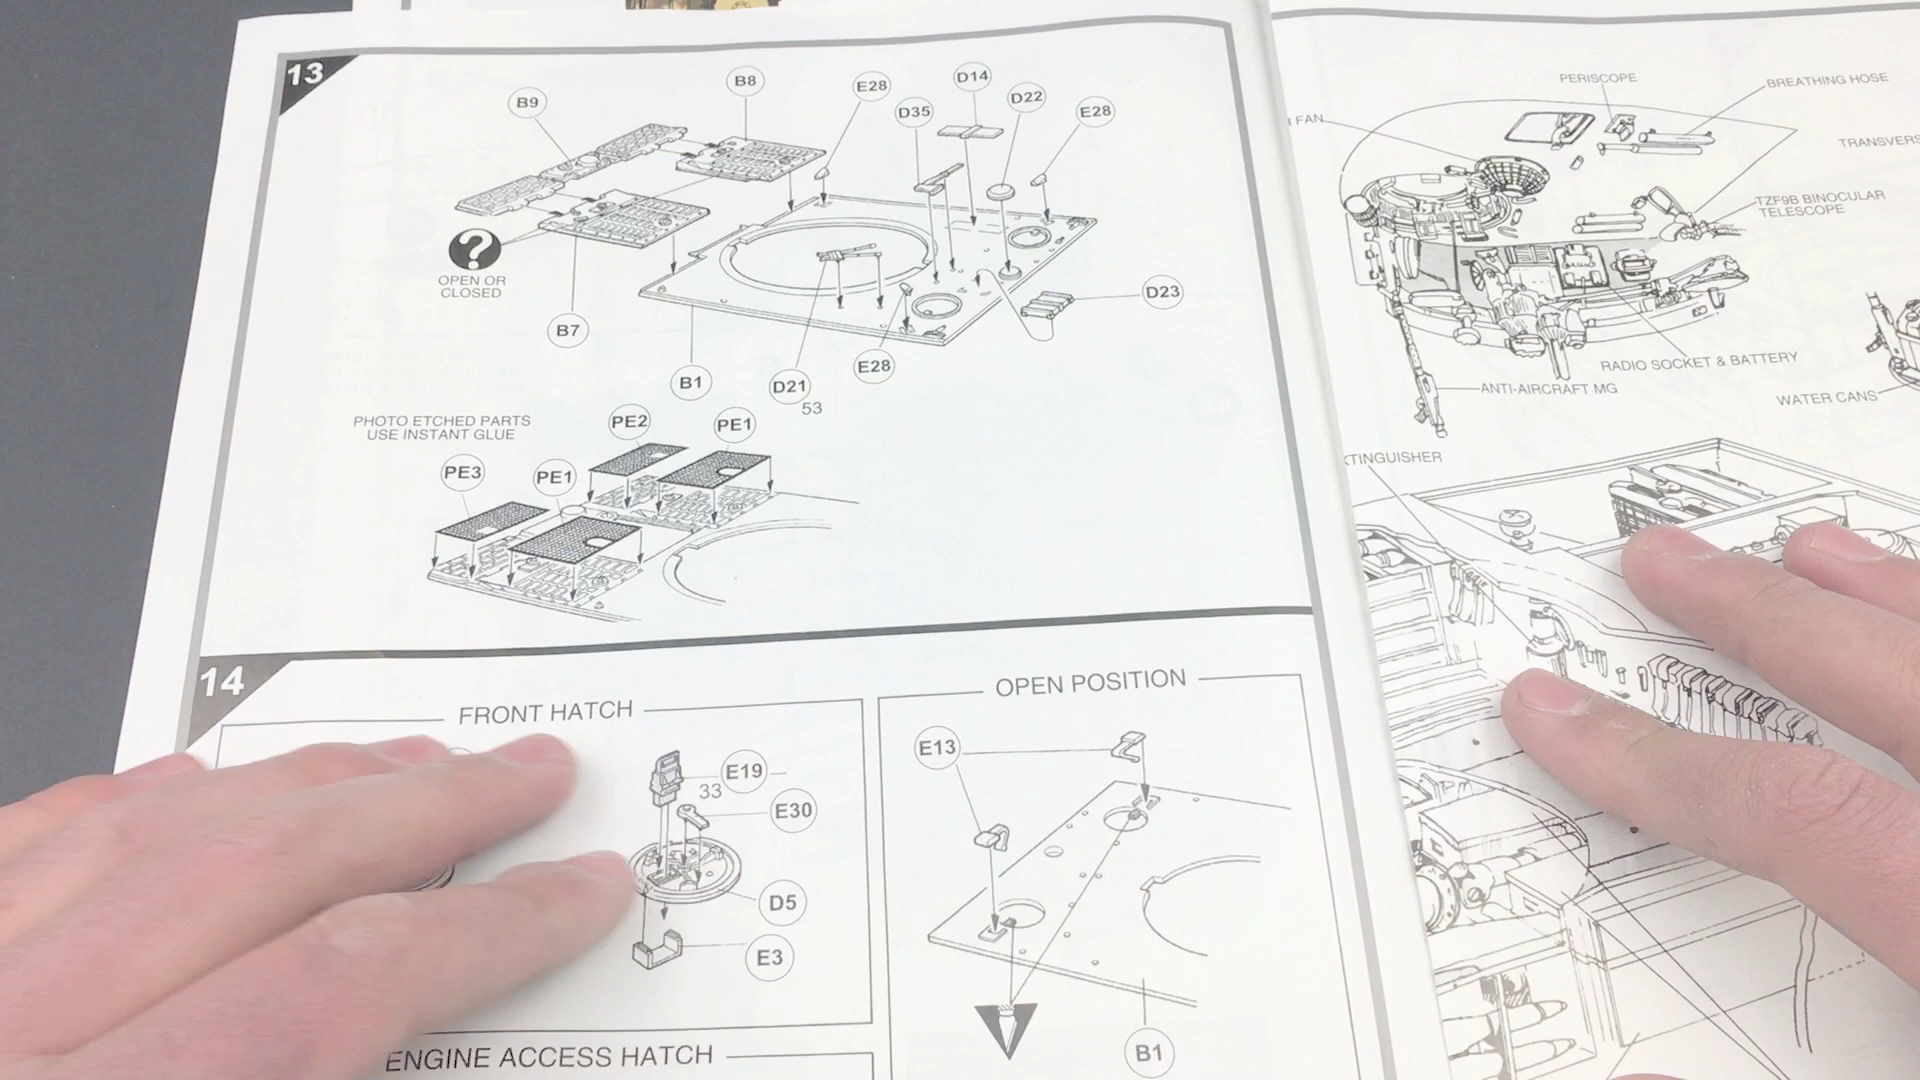 13
B9
B8
E28
D35
D14
D22
E28
?
OPEN OR
CLOSED
B7
B1
D21
53
E28
D23
PHOTO ETCHED PARTS
USE INSTANT GLUE
PE3
PE1
PE2
PE1
14
FRONT HATCH
E19
33
E30
D5
E3
OPEN POSITION
E13
B1
ENGINE ACCESS HATCH
PERISCOPE
BREATHING HOSE
FAN
TZF9B BINOCULAR
TELESCOPE
RADIO SOCKET & BATTERY
ANTI-AIRCRAFT MG
WATER CANS